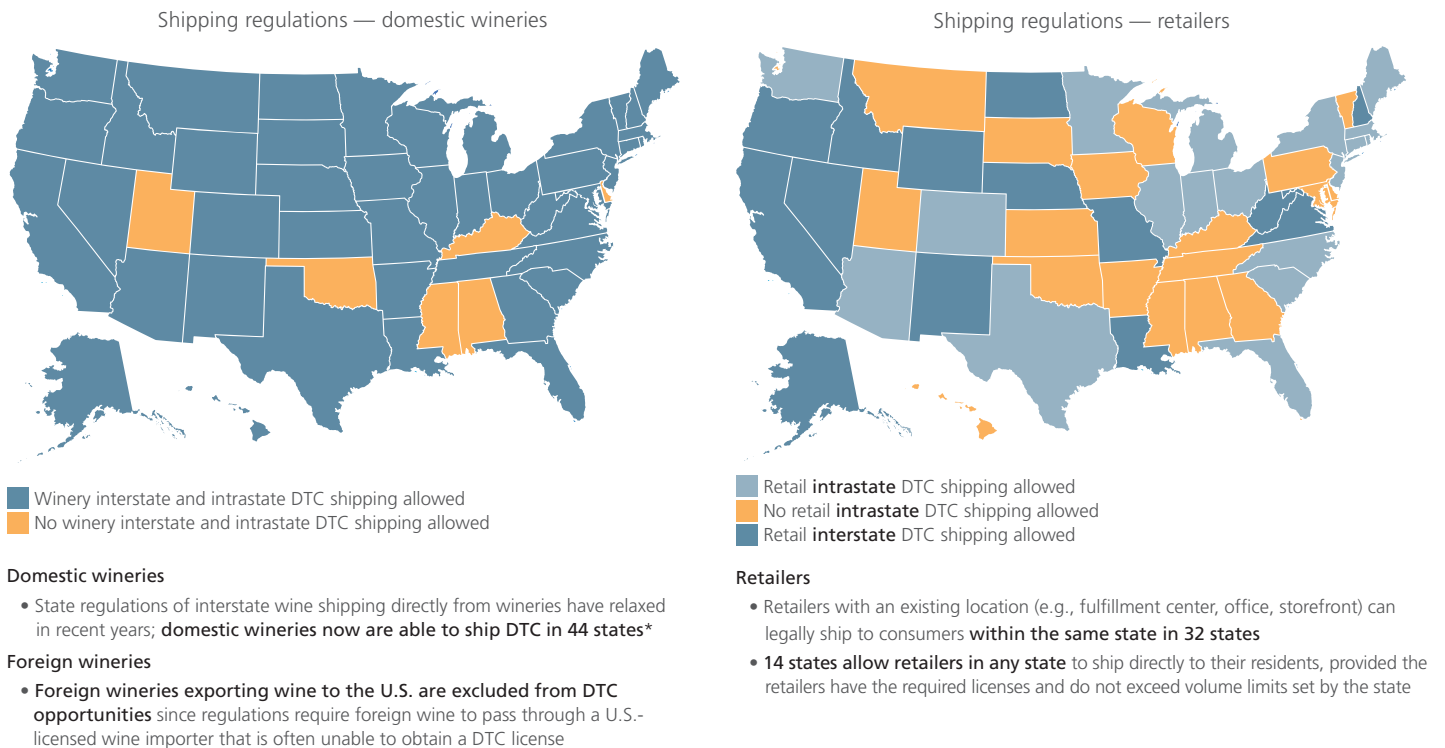 Shipping regulations — domestic wineries
Winery interstate and intrastate DTC shipping allowed
No winery interstate and intrastate DTC shipping allowed
Domestic wineries
• State regulations of interstate wine shipping directly from wineries have relaxed
in recent years; domestic wineries now are able to ship DTC in 44 states*
Foreign wineries
• Foreign wineries exporting wine to the U.S. are excluded from DTC
opportunities since regulations require foreign wine to pass through a U.S.-
licensed wine importer that is often unable to obtain a DTC license
Shipping regulations — retailers
Retail intrastate DTC shipping allowed
No retail intrastate DTC shipping allowed
Retail interstate DTC shipping allowed
Retailers
• Retailers with an existing location (e.g., fulfillment center, office, storefront) can
legally ship to consumers within the same state in 32 states
• 14 states allow retailers in any state to ship directly to their residents, provided the
retailers have the required licenses and do not exceed volume limits set by the state